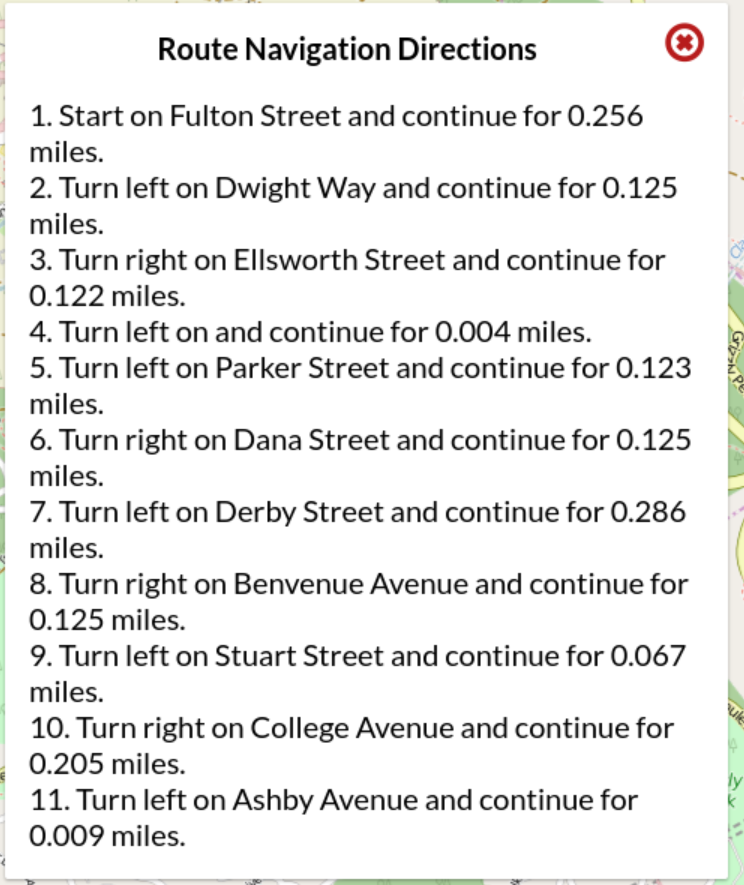 Route Navigation Directions
1. Start on Fulton Street and continue for 0.256
miles.
2. Turn left on Dwight Way and continue for 0.125
miles.
3. Turn right on Ellsworth Street and continue for
0.122 miles.
4. Turn left on and continue for 0.004 miles.
5. Turn left on Parker Street and continue for 0.123
miles.
6. Turn right on Dana Street and continue for 0.125
miles.
7. Turn left on Derby Street and continue for 0.286
miles.
8. Turn right on Benvenue Avenue and continue for
0.125 miles.
9. Turn left on Stuart Street and continue for 0.067
miles.
10. Turn right on College Avenue and continue for
0.205 miles.
11. Turn left on Ashby Avenue and continue for
0.009 miles.